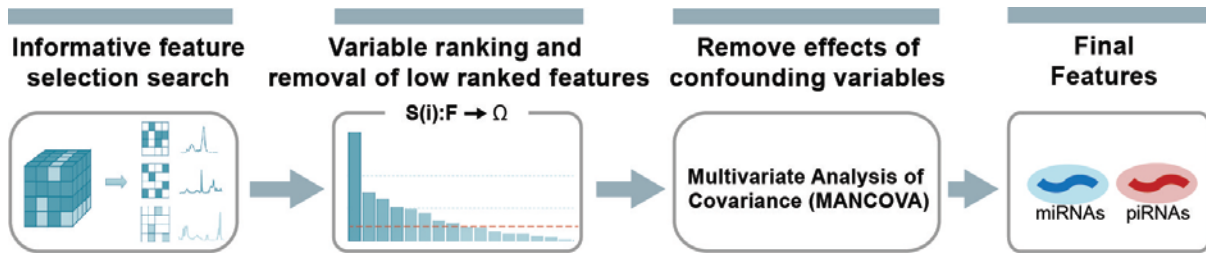 Informative feature
selection search
Variable ranking and
removal of low ranked features
S(i):F → Ω
Remove effects of
confounding variables
Multivariate Analysis of
Covariance (MANCOVA)
Final
Features
miRNAs
piRNAs